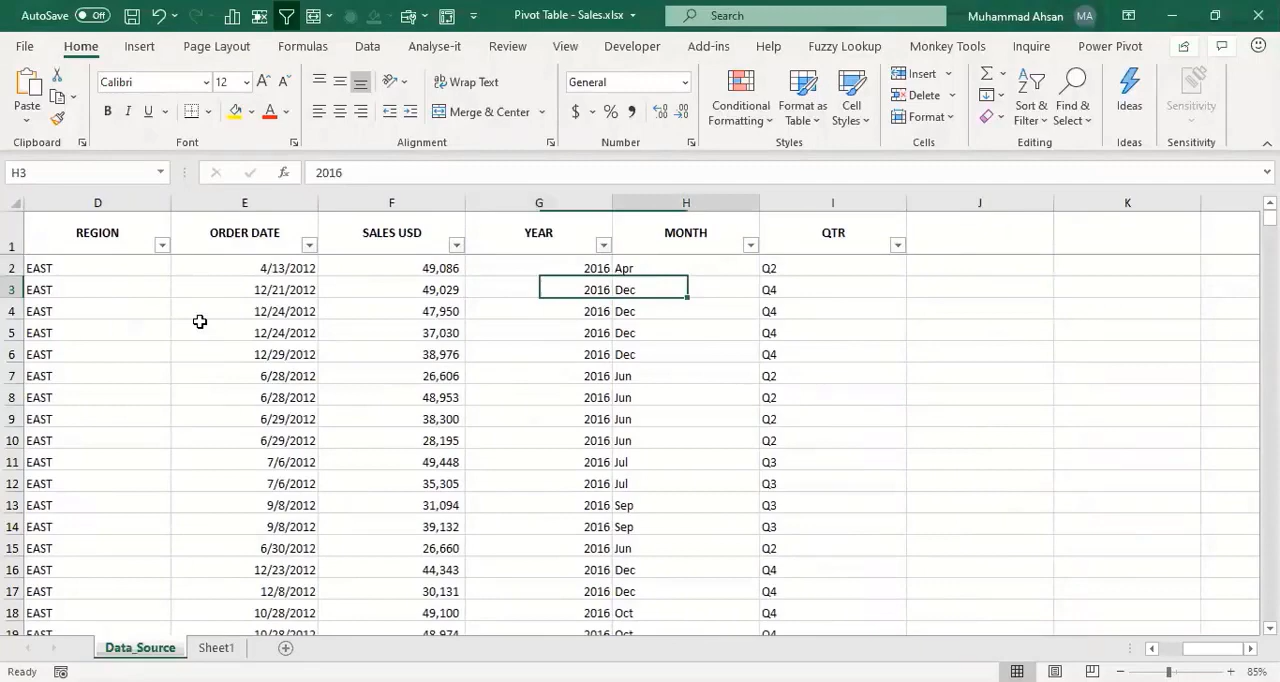 AutoSave Off Pivot Table - Sales.xlsx Search Muhammad Ahsan MA
File Home Insert Page Layout Formulas Data Analyse-it Review View Developer Add-ins Help Fuzzy Lookup Monkey Tools Inquire Power Pivot
Paste Calibri 12 Wrap Text General Conditional Formatting Format as Table Cell Styles Insert Sort & Filter Find & Select Ideas Sensitivity
Delete
B I U A Merge & Center $ % Format
Clipboard Font Alignment Number Styles Cells Editing Ideas Sensitivity
H3 fx 2016
D E F G H I J K
1 REGION ORDER DATE SALES USD YEAR MONTH QTR
2 EAST 4/13/2012 49,086 2016 Apr Q2
3 EAST 12/21/2012 49,029 2016 Dec Q4
4 EAST 12/24/2012 47,950 2016 Dec Q4
5 EAST 12/24/2012 37,030 2016 Dec Q4
6 EAST 12/29/2012 38,976 2016 Dec Q4
7 EAST 6/28/2012 26,606 2016 Jun Q2
8 EAST 6/28/2012 48,953 2016 Jun Q2
9 EAST 6/29/2012 38,300 2016 Jun Q2
10 EAST 6/29/2012 28,195 2016 Jun Q2
11 EAST 7/6/2012 49,448 2016 Jul Q3
12 EAST 7/6/2012 35,305 2016 Jul Q3
13 EAST 9/8/2012 31,094 2016 Sep Q3
14 EAST 9/8/2012 39,132 2016 Sep Q3
15 EAST 6/30/2012 26,660 2016 Jun Q2
16 EAST 12/23/2012 44,343 2016 Dec Q4
17 EAST 12/8/2012 30,131 2016 Dec Q4
18 EAST 10/28/2012 49,100 2016 Oct Q4
19 EAST 10/28/2012 48,974 2016 Oct Q4
Data_Source Sheet1
Ready 85%